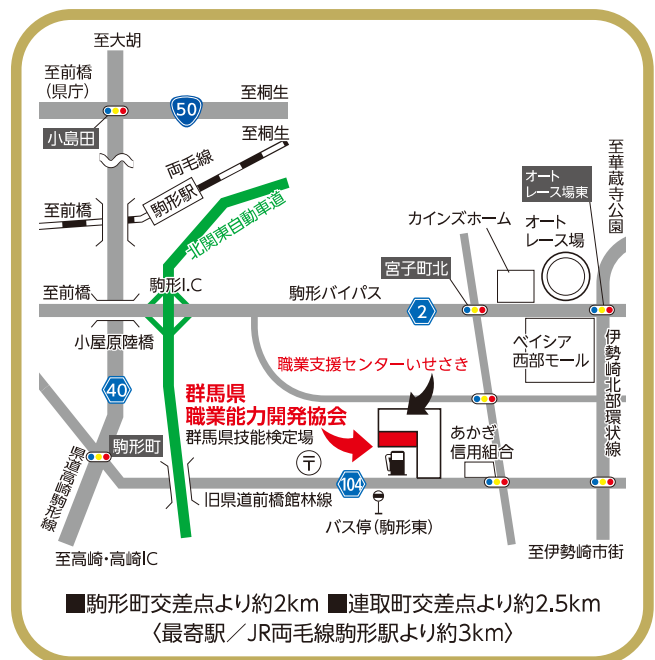 至大胡
至前橋
(県庁)
至桐生
50
小島田
至桐生
両毛線
駒形駅
至前橋
北関東自動車道
至華蔵寺公園
オート
レース場東
カインズホーム
オート
レース場
宮子町北
駒形I.C
至前橋
駒形バイパス
2
小屋原陸橋
ベイシア
西部モール
伊勢崎北部環状線
職業支援センターいせさき
40
群馬県
職業能力開発協会
群馬県技能検定場
駒形町
あかぎ
信用組合
〒
県道高崎駒形線
104
旧県道前橋館林線
バス停(駒形東)
至高崎・高崎IC
至伊勢崎市街
■駒形町交差点より約2km ■連取町交差点より約2.5km
〈最寄駅／JR両毛線駒形駅より約3km〉